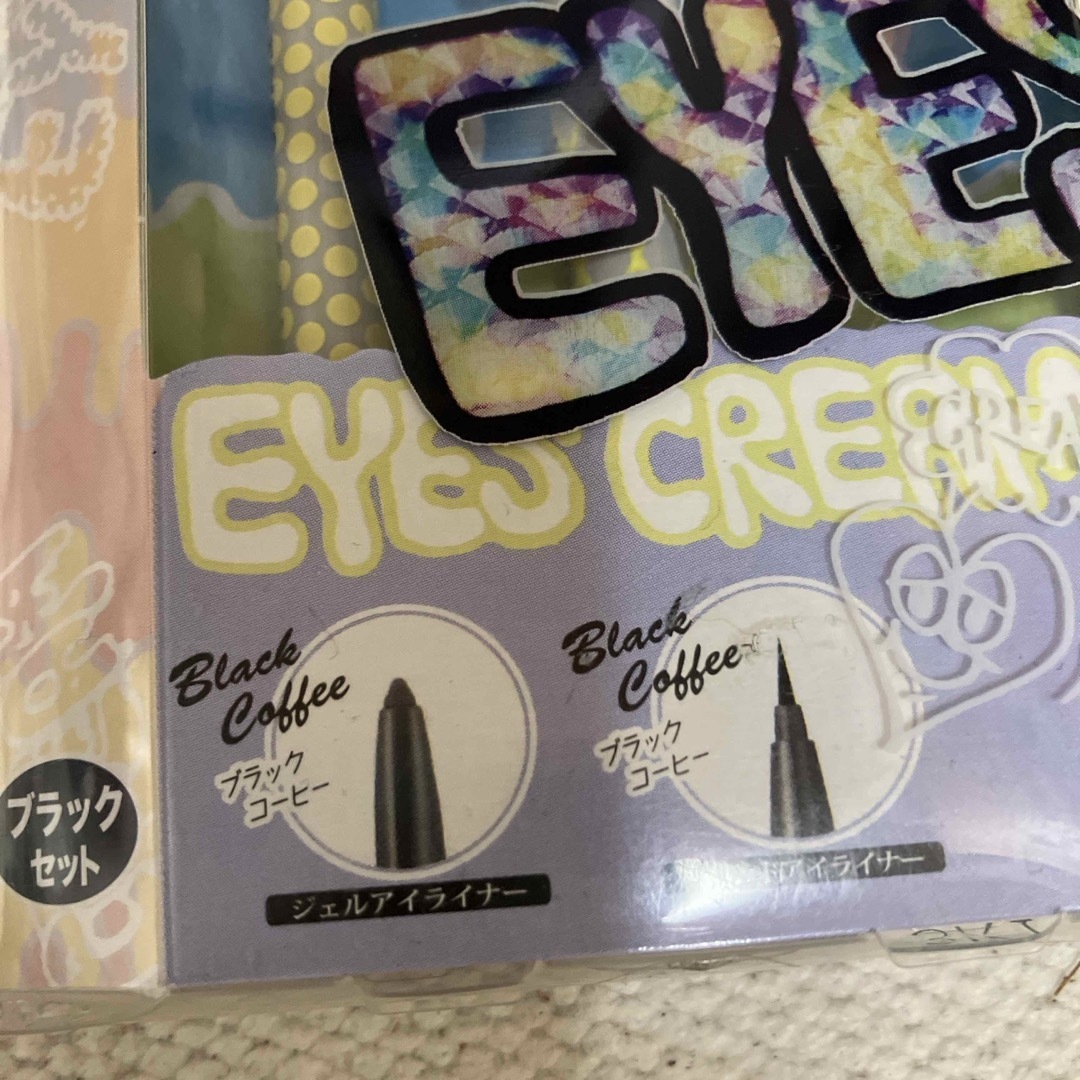 EYES
EYES CREAM
Black
Coffee
ブラック
コーヒー
ジェルアイライナー
Black
Coffee
ブラック
コーヒー
アイライナー
ブラック
セット